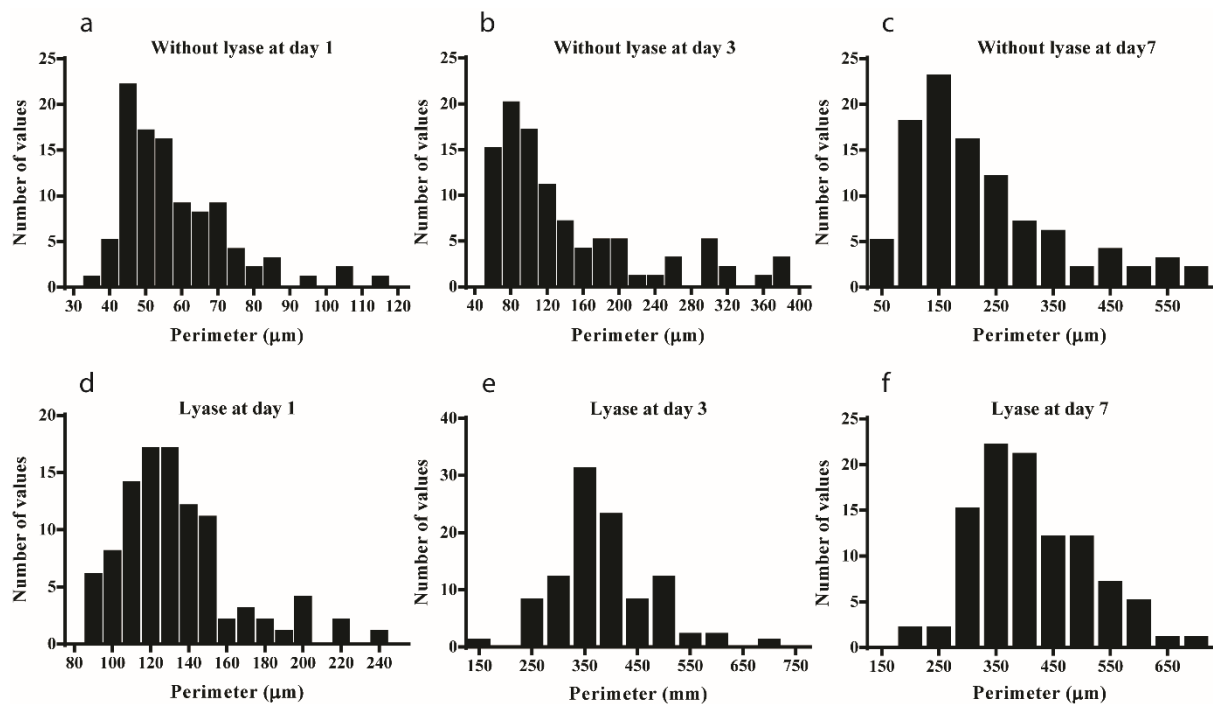 a
Without lyase at day 1
25
20
15
10
5
0
Number of values
30 40 50 60 70 80 90 100 110 120
Perimeter (μm)
b
Without lyase at day 3
25
20
15
10
5
0
Number of values
40 80 120 160 200 240 280 320 360 400
Perimeter (μm)
c
Without lyase at day7
25
20
15
10
5
0
Number of values
50 150 250 350 450 550
Perimeter (μm)
d
Lyase at day 1
20
15
10
5
0
Number of values
80 100 120 140 160 180 200 220 240
Perimeter (μm)
e
Lyase at day 3
40
30
20
10
0
Number of values
150 250 350 450 550 650 750
Perimeter (mm)
f
Lyase at day 7
25
20
15
10
5
0
Number of values
150 250 350 450 550 650
Perimeter (μm)